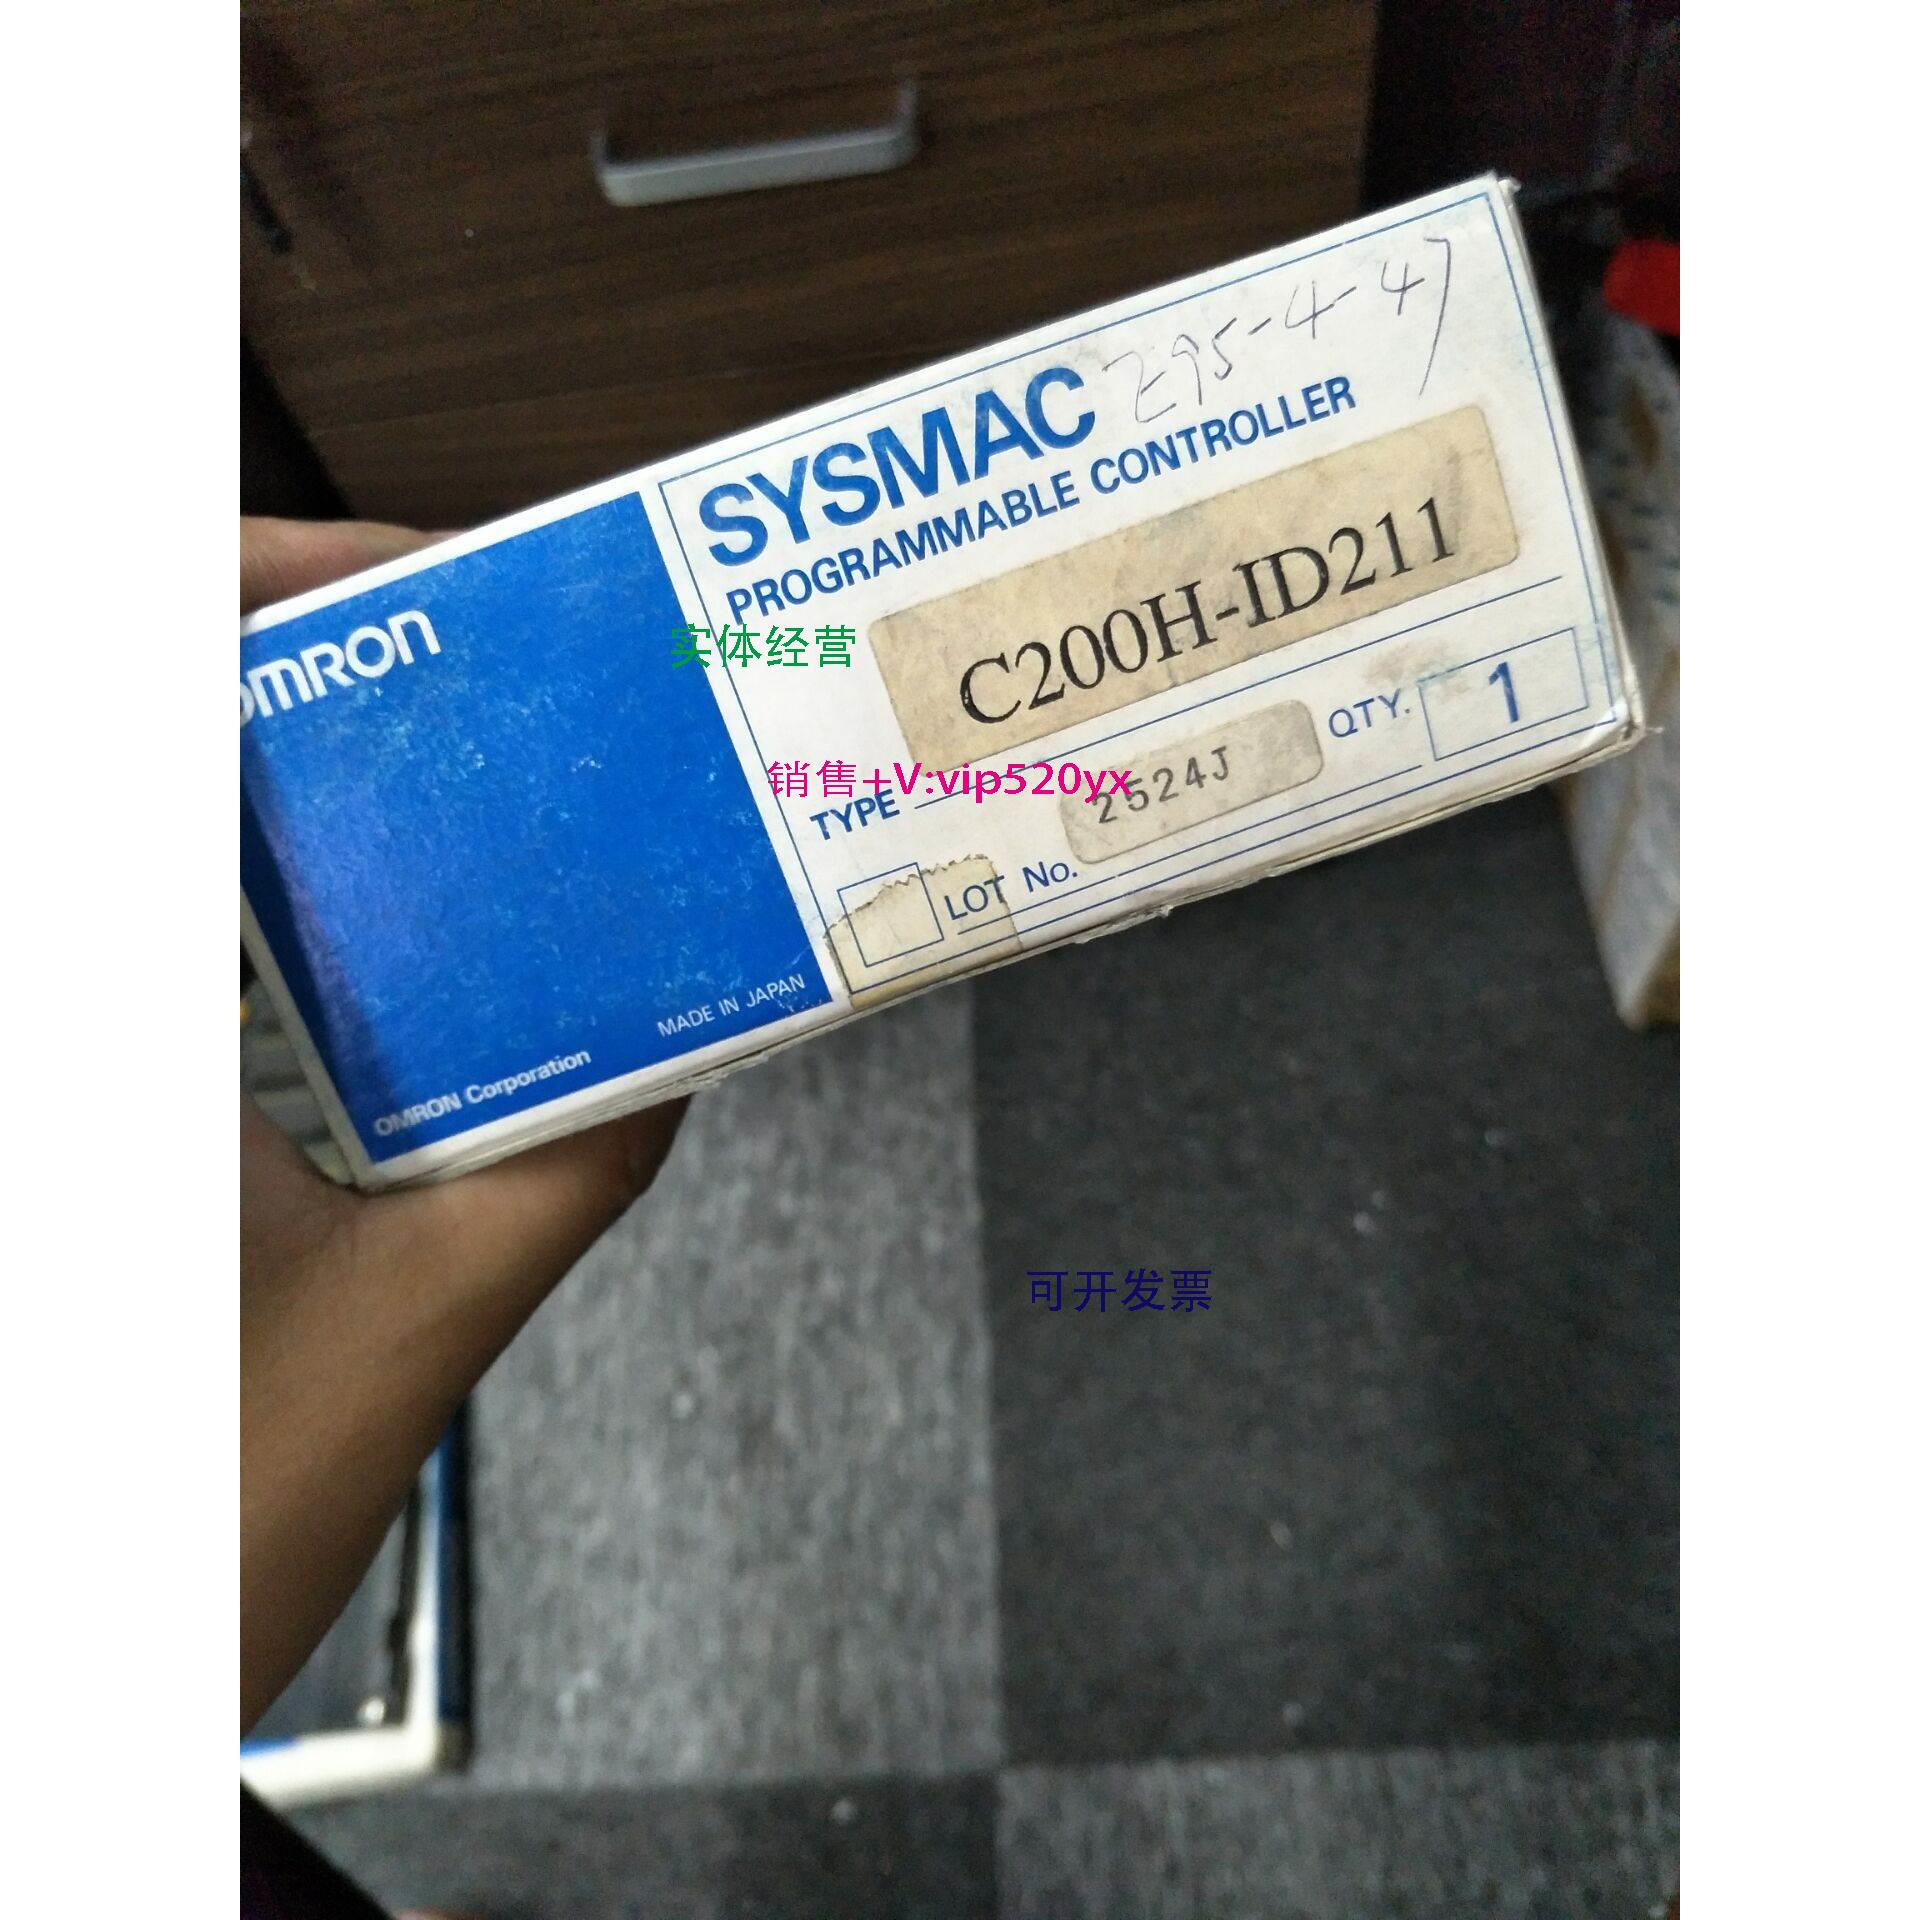 Z95-4-47
SYSMAC
PROGRAMMABLE CONTROLLER
C200H-ID211
omron
实体经营
TYPE
QTY. 1
销售+V:vip520yx
2524J
LOT No.
MADE IN JAPAN
OMRON Corporation
可开发票